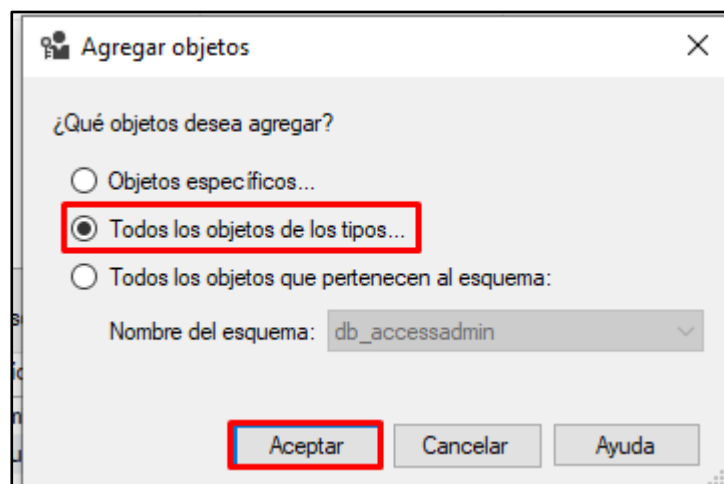 Agregar objetos
¿Qué objetos desea agregar?
Objetos específicos...
Todos los objetos de los tipos...
Todos los objetos que pertenecen al esquema:
Nombre del esquema: db_accessadmin
Aceptar Cancelar Ayuda